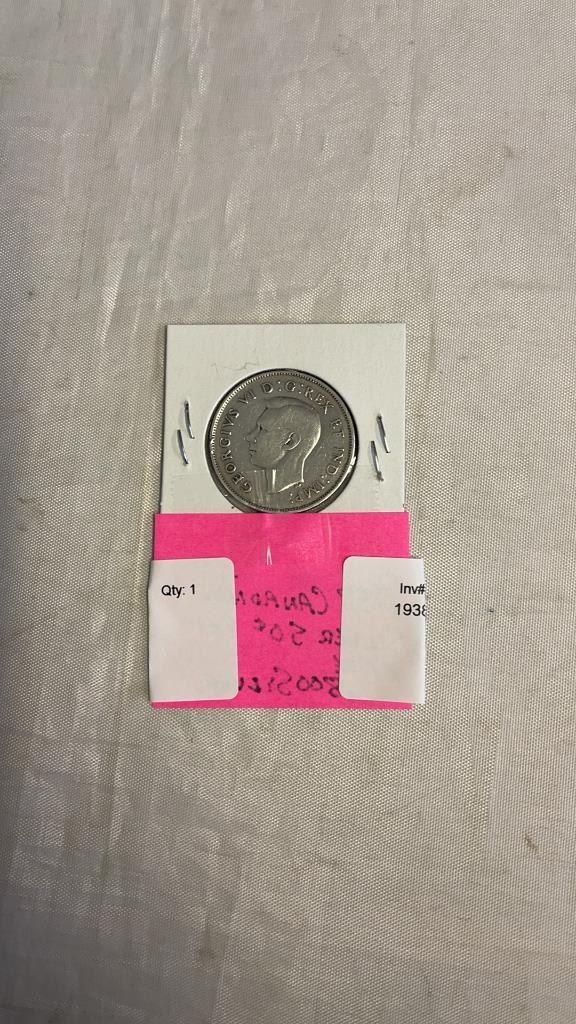 GEORGIVS VI D:G:REX ET IND:IMP:
Qty: 1
Inv#
1938
CANADA
50¢